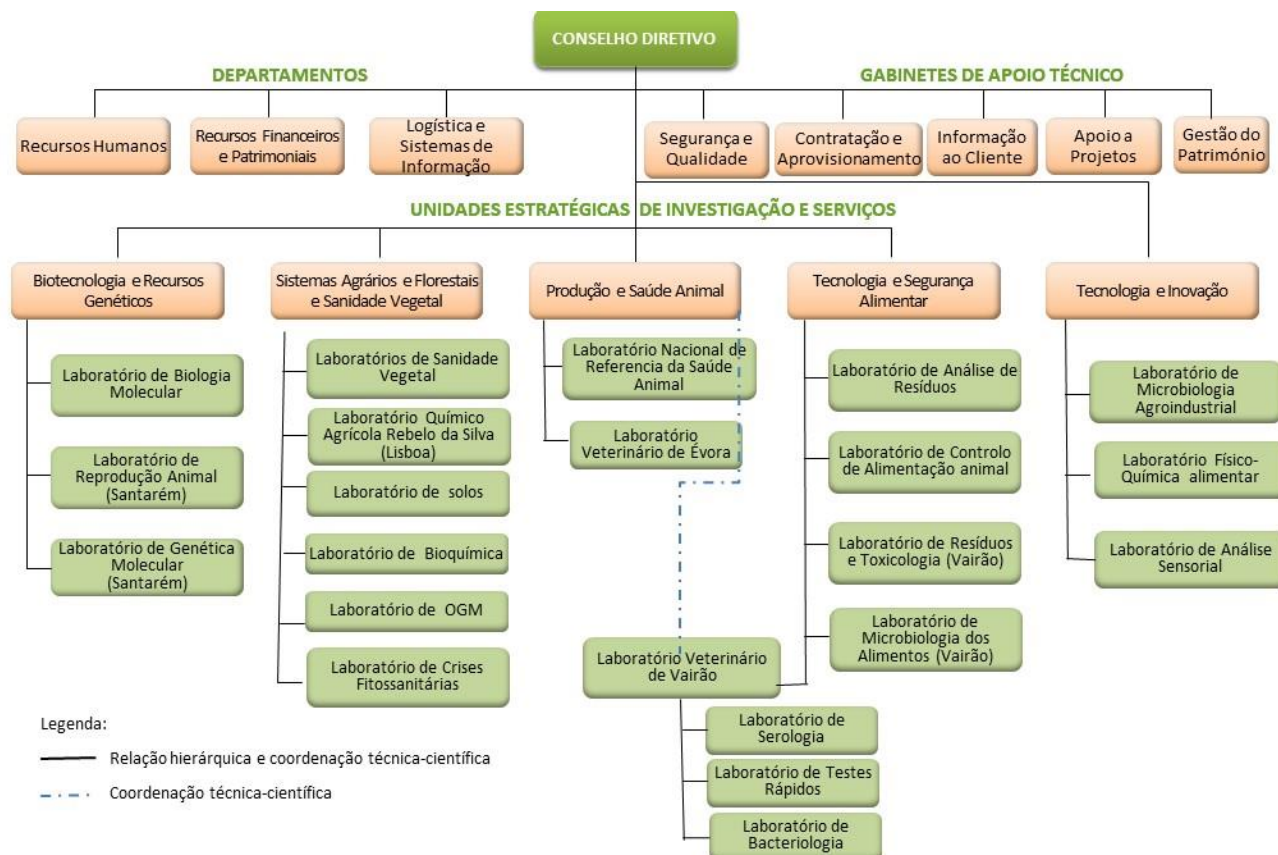 CONSELHO DIRETIVO
DEPARTAMENTOS
GABINETES DE APOIO TÉCNICO
Recursos Humanos
Recursos Financeiros
e Patrimoniais
Logística e
Sistemas de
Informação
Segurança e
Qualidade
Contratação e
Aprovisionamento
Informação
ao Cliente
Apoio a
Projetos
Gestão do
Património
UNIDADES ESTRATÉGICAS DE INVESTIGAÇÃO E SERVIÇOS
Biotecnologia e Recursos
Genéticos
Sistemas Agrários e Florestais
e Sanidade Vegetal
Produção e Saúde Animal
Tecnologia e Segurança
Alimentar
Tecnologia e Inovação
Laboratório de Biologia
Molecular
Laboratório de
Reprodução Animal
(Santarém)
Laboratório de Genética
Molecular
(Santarém)
Laboratórios de Sanidade
Vegetal
Laboratório Químico
Agrícola Rebelo da Silva
(Lisboa)
Laboratório de solos
Laboratório de Bioquímica
Laboratório de OGM
Laboratório de Crises
Fitossanitárias
Laboratório Nacional de
Referencia da Saúde
Animal
Laboratório
Veterinário de Évora
Laboratório Veterinário
de Vairão
Laboratório de
Serologia
Laboratório de Testes
Rápidos
Laboratório de
Bacteriologia
Laboratório de Análise de
Resíduos
Laboratório de Controlo
de Alimentação animal
Laboratório de Resíduos
e Toxicologia (Vairão)
Laboratório de
Microbiologia dos
Alimentos (Vairão)
Laboratório de
Microbiologia
Agroindustrial
Laboratório Físico-
Química alimentar
Laboratório de Análise
Sensorial
Legenda:
Relação hierárquica e coordenação técnica-científica
Coordenação técnica-científica